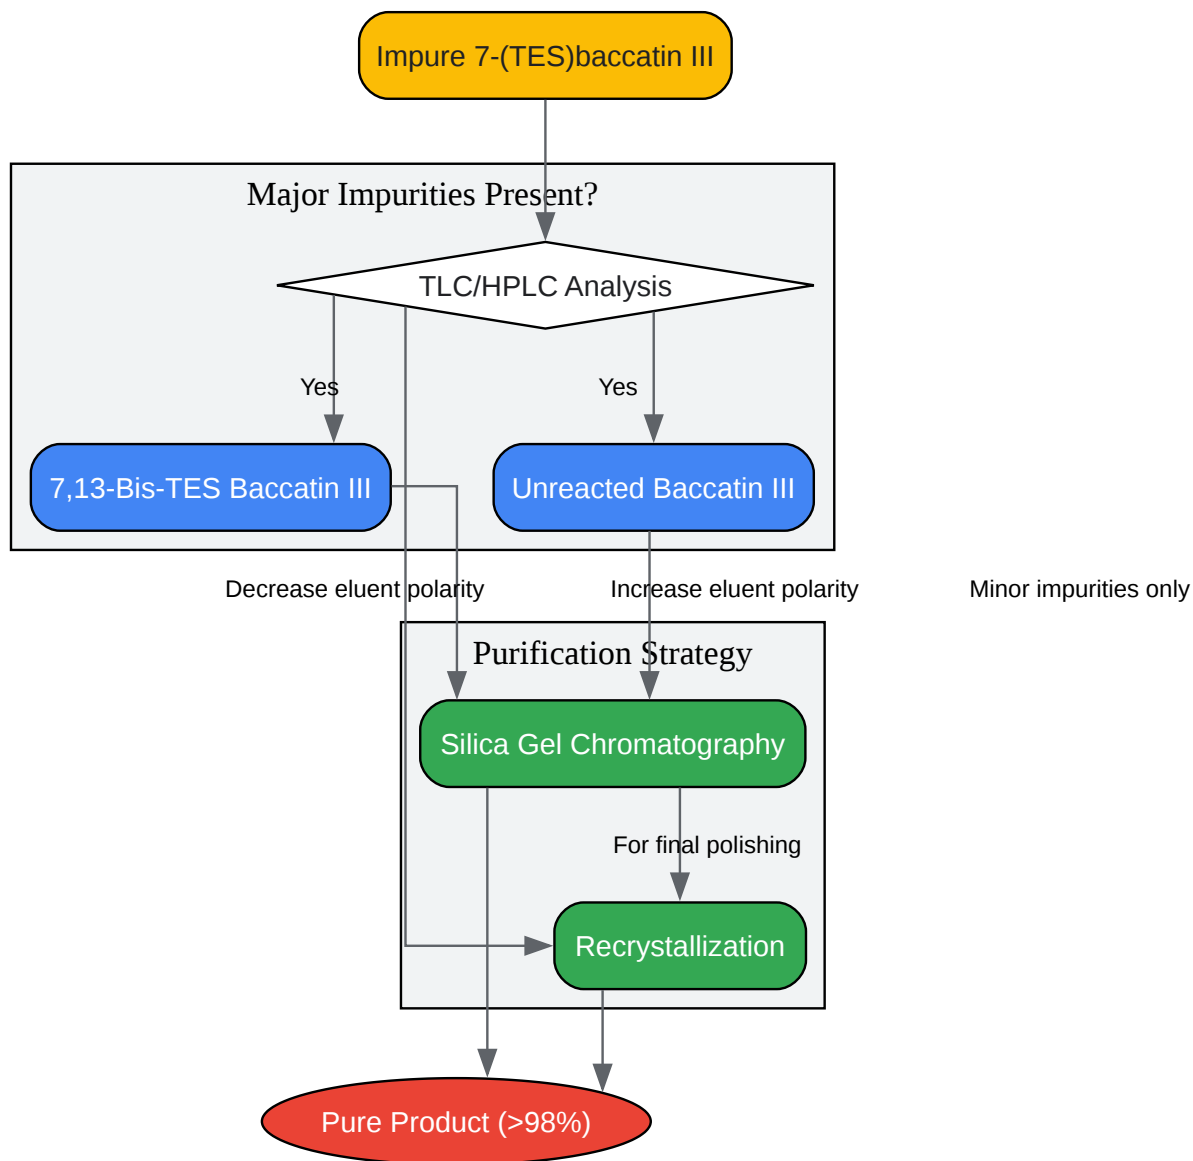 Impure 7-(TES)baccatin III
Major Impurities Present?
TLC/HPLC Analysis
Yes
Yes
7,13-Bis-TES Baccatin III
Unreacted Baccatin III
Decrease eluent polarity
Increase eluent polarity
Minor impurities only
Purification Strategy
Silica Gel Chromatography
For final polishing
Recrystallization
Pure Product (>98%)